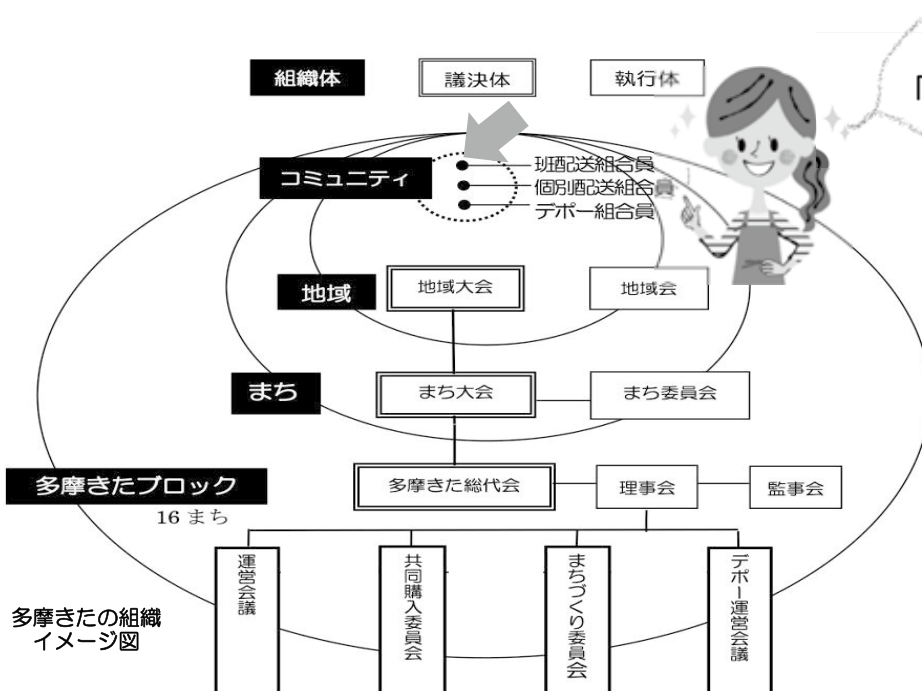 組織体
議決体
執行体
「
コミュニティ
班配送組合員
個別配送組合員
デポー組合員
地域
地域大会
地域会
まち
まち大会
まち委員会
多摩きたブロック
多摩きた総代会
理事会
監事会
16まち
運営会議
共同購入委員会
まちづくり委員会
デポー運営会議
多摩きたの組織
イメージ図